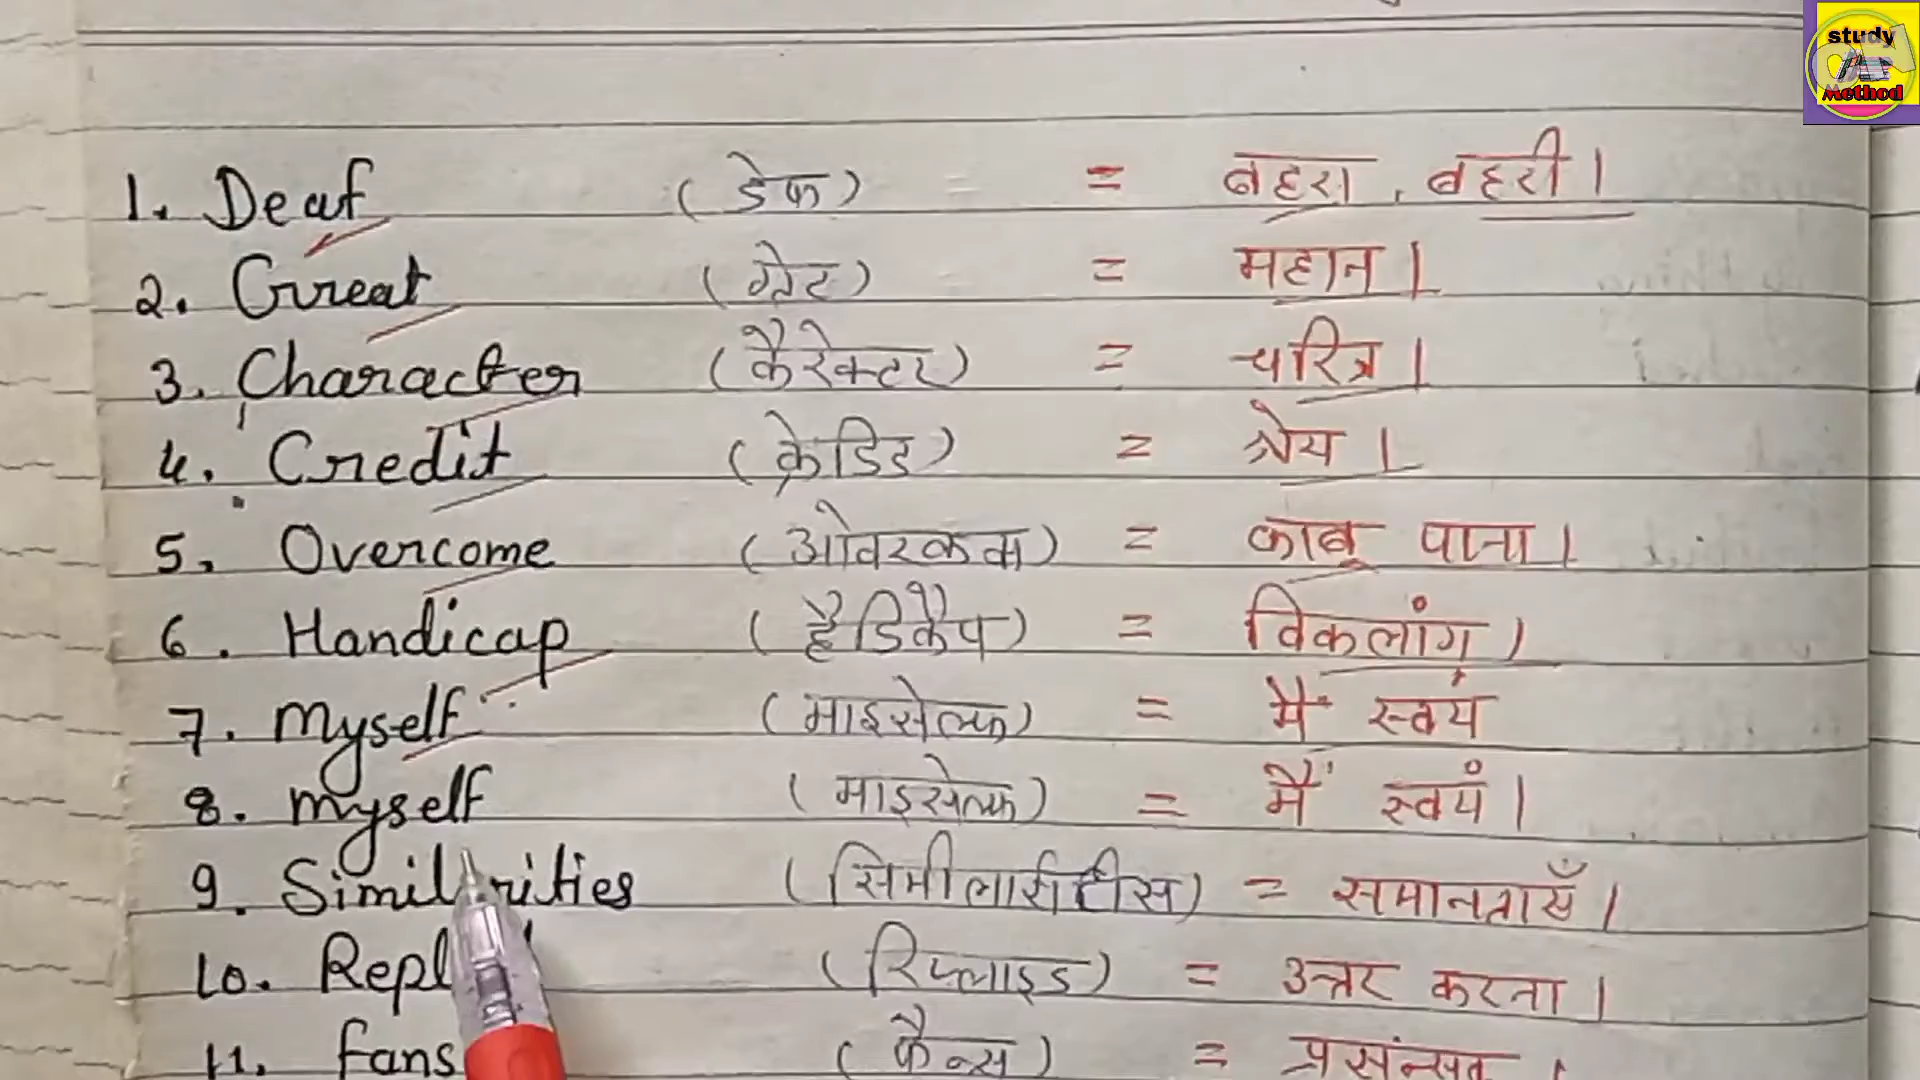 study
Method
1. Deaf (डेफ) = बहरा, बहरी।
2. Great (ग्रेट) = महान।
3. Character (कैरेक्टर) = चरित्र।
4. Credit (क्रेडिट) = श्रेय।
5. Overcome (ओवरकम) = काबू पाना।
6. Handicap (हैंडिकैप) = विकलांग।
7. Myself (माइसेल्फ) = मैं स्वयं
8. Myself (माइसेल्फ) = मैं स्वयं।
9. (सिमीलारीटीस) = समानताएँ।
10. (रिप्लाइड) = उत्तर करना।
11. Fans (फैन्स) =